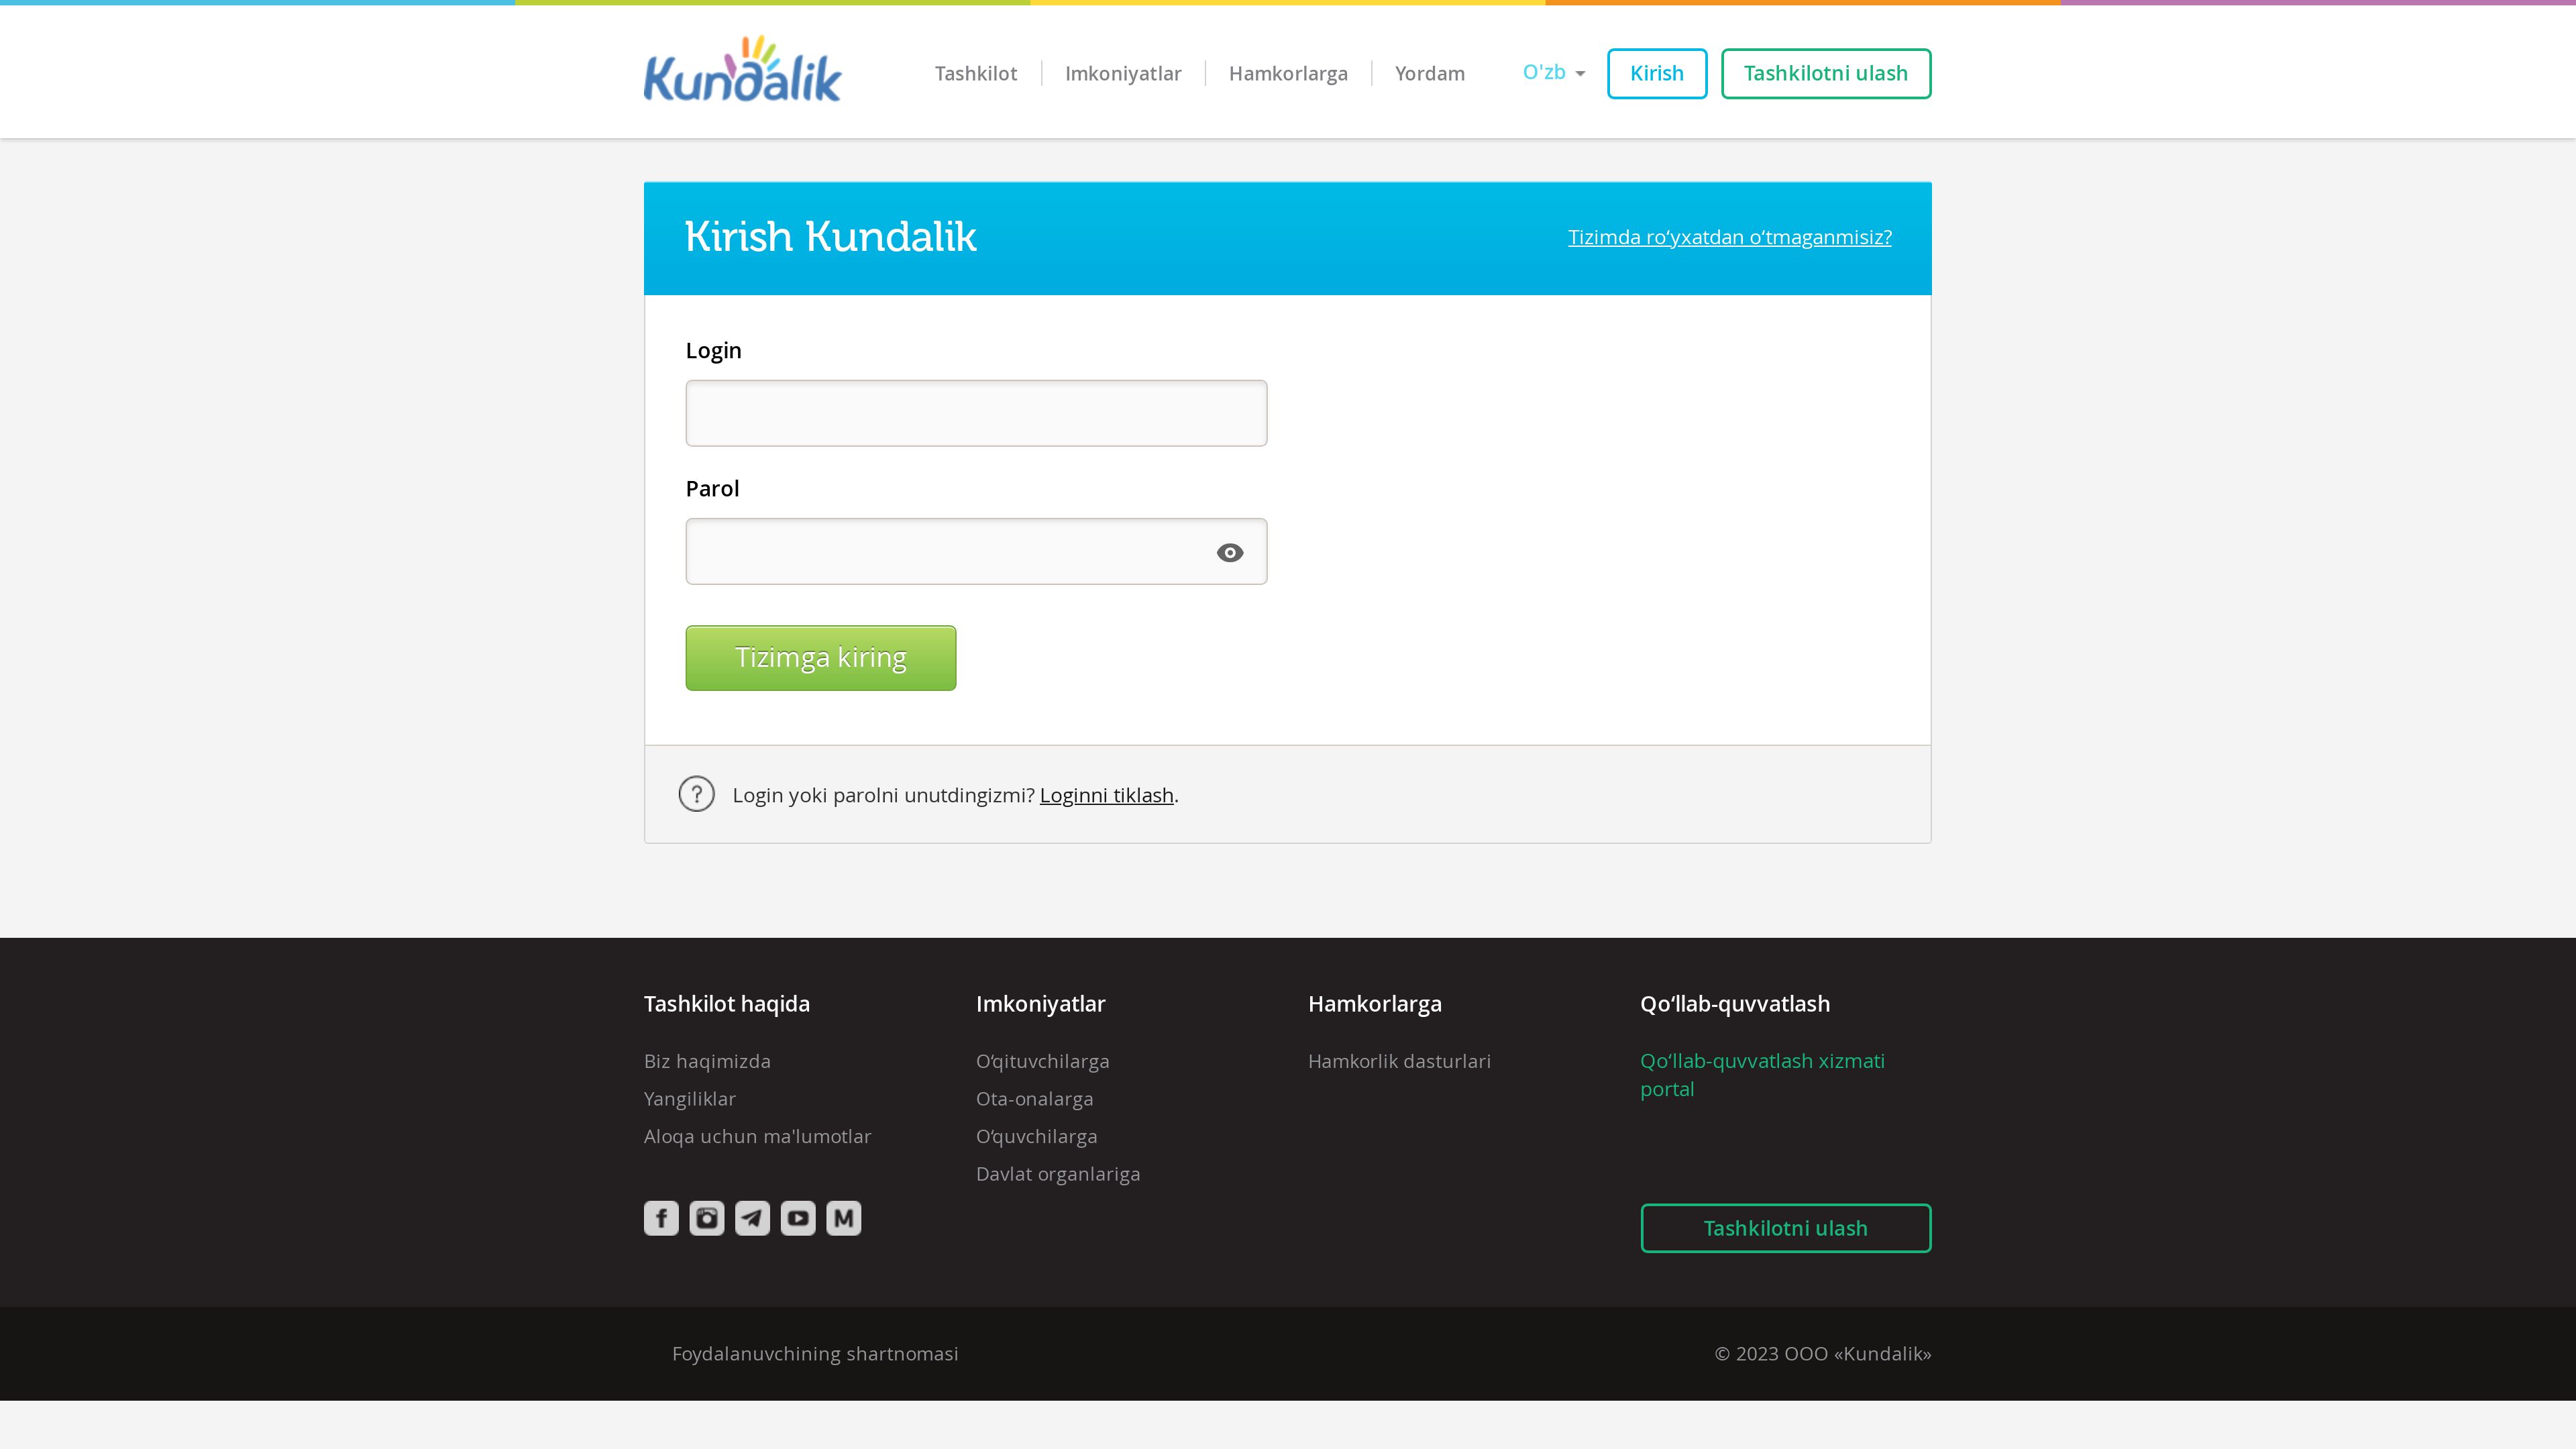 Kundalik
Tashkilot
Imkoniyatlar
Hamkorlarga
Yordam
O'zb
Kirish
Tashkilotni ulash
Kirish Kundalik
Tizimda ro‘yxatdan o‘tmaganmisiz?
Login
Parol
Tizimga kiring
? Login yoki parolni unutdingizmi? Loginni tiklash.
Tashkilot haqida
Biz haqimizda
Yangiliklar
Aloqa uchun ma'lumotlar
Imkoniyatlar
O‘qituvchilarga
Ota-onalarga
O‘quvchilarga
Davlat organlariga
Hamkorlarga
Hamkorlik dasturlari
Qo‘llab-quvvatlash
Qo‘llab-quvvatlash xizmati
portal
Tashkilotni ulash
Foydalanuvchining shartnomasi
© 2023 OOO «Kundalik»